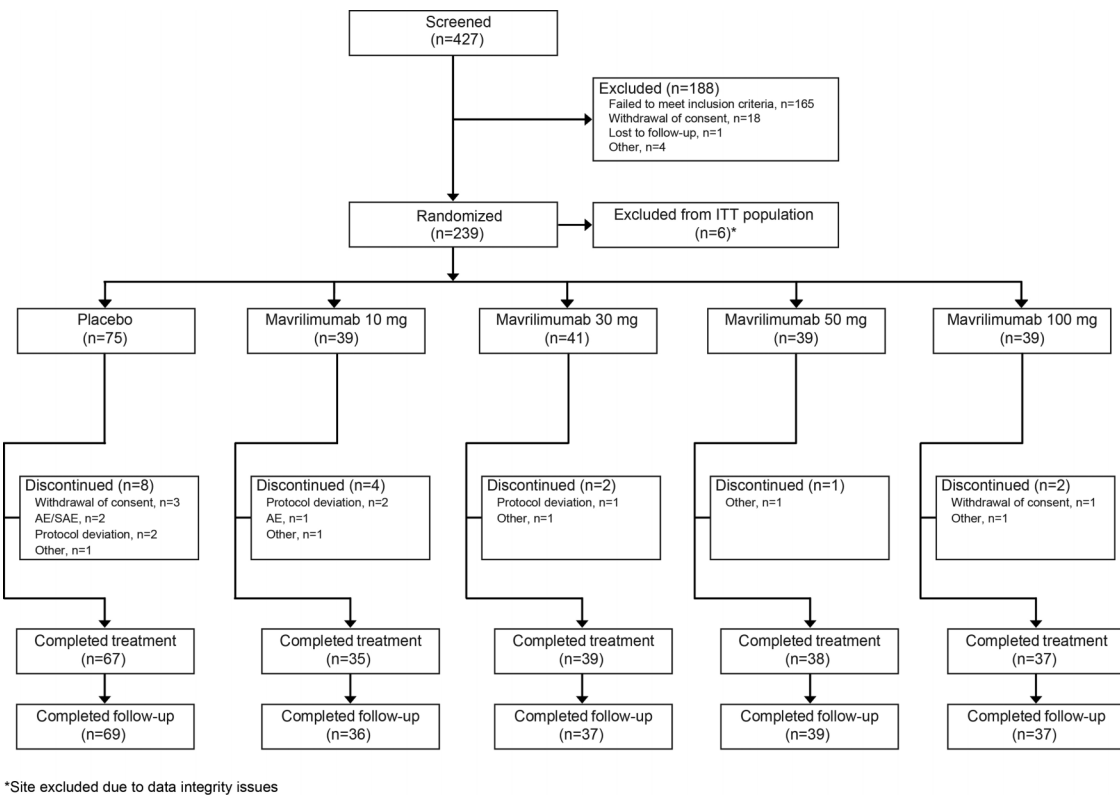 Screened
(n=427)
Excluded (n=188)
Failed to meet inclusion criteria, n=165
Withdrawal of consent, n=18
Lost to follow-up, n=1
Other, n=4
Randomized
(n=239)
Excluded from ITT population
(n=6)*
Placebo
(n=75)
Mavrilimumab 10 mg
(n=39)
Mavrilimumab 30 mg
(n=41)
Mavrilimumab 50 mg
(n=39)
Mavrilimumab 100 mg
(n=39)
Discontinued (n=8)
Withdrawal of consent, n=3
AE/SAE, n=2
Protocol deviation, n=2
Other, n=1
Discontinued (n=4)
Protocol deviation, n=2
AE, n=1
Other, n=1
Discontinued (n=2)
Protocol deviation, n=1
Other, n=1
Discontinued (n=1)
Other, n=1
Discontinued (n=2)
Withdrawal of consent, n=1
Other, n=1
Completed treatment
(n=67)
Completed treatment
(n=35)
Completed treatment
(n=39)
Completed treatment
(n=38)
Completed treatment
(n=37)
Completed follow-up
(n=69)
Completed follow-up
(n=36)
Completed follow-up
(n=37)
Completed follow-up
(n=39)
Completed follow-up
(n=37)
*Site excluded due to data integrity issues